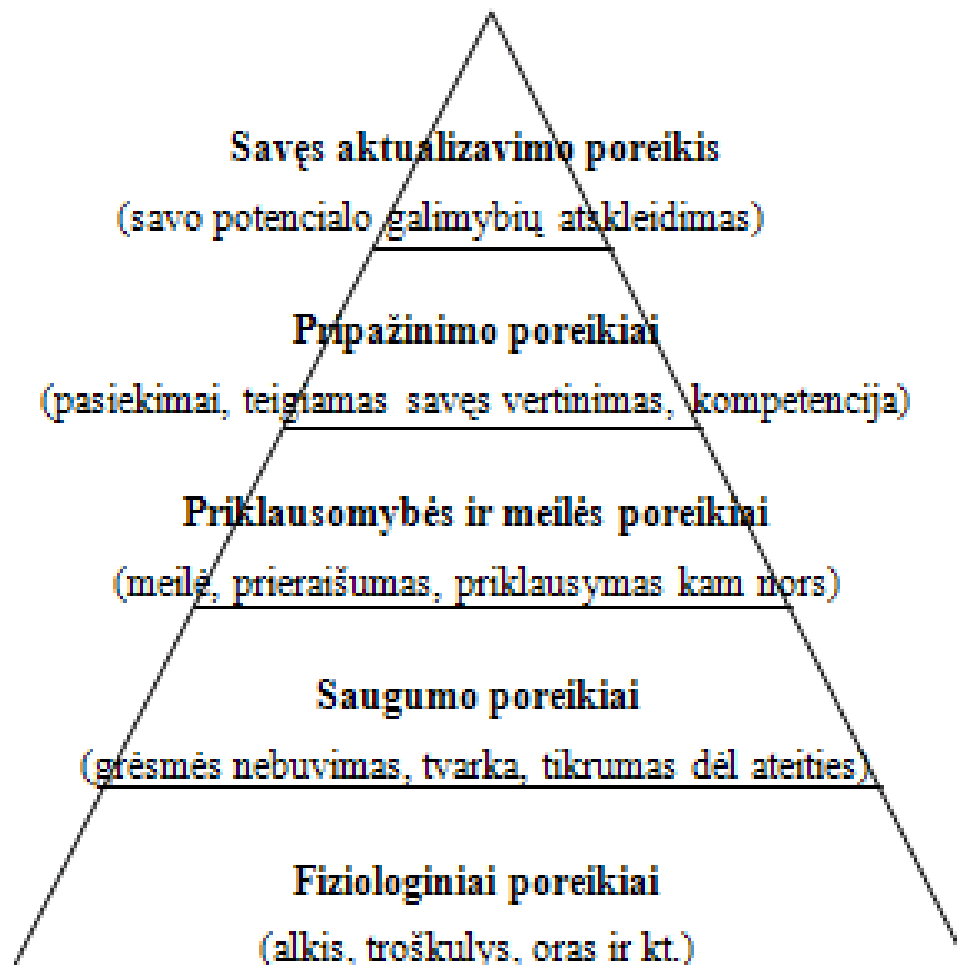 Savęs aktualizavimo poreikis
(savo potencialo galimybių atskleidimas)
Pripažinimo poreikiai
(pasiekimai, teigiamas savęs vertinimas, kompetencija)
Priklausomybės ir meilės poreikiai
(meilė, prieraišumas, priklausymas kam nors)
Saugumo poreikiai
(grėsmės nebuvimas, tvarka, tikrumas dėl ateities)
Fiziologiniai poreikiai
(alkis, troškulys, oras ir kt.)